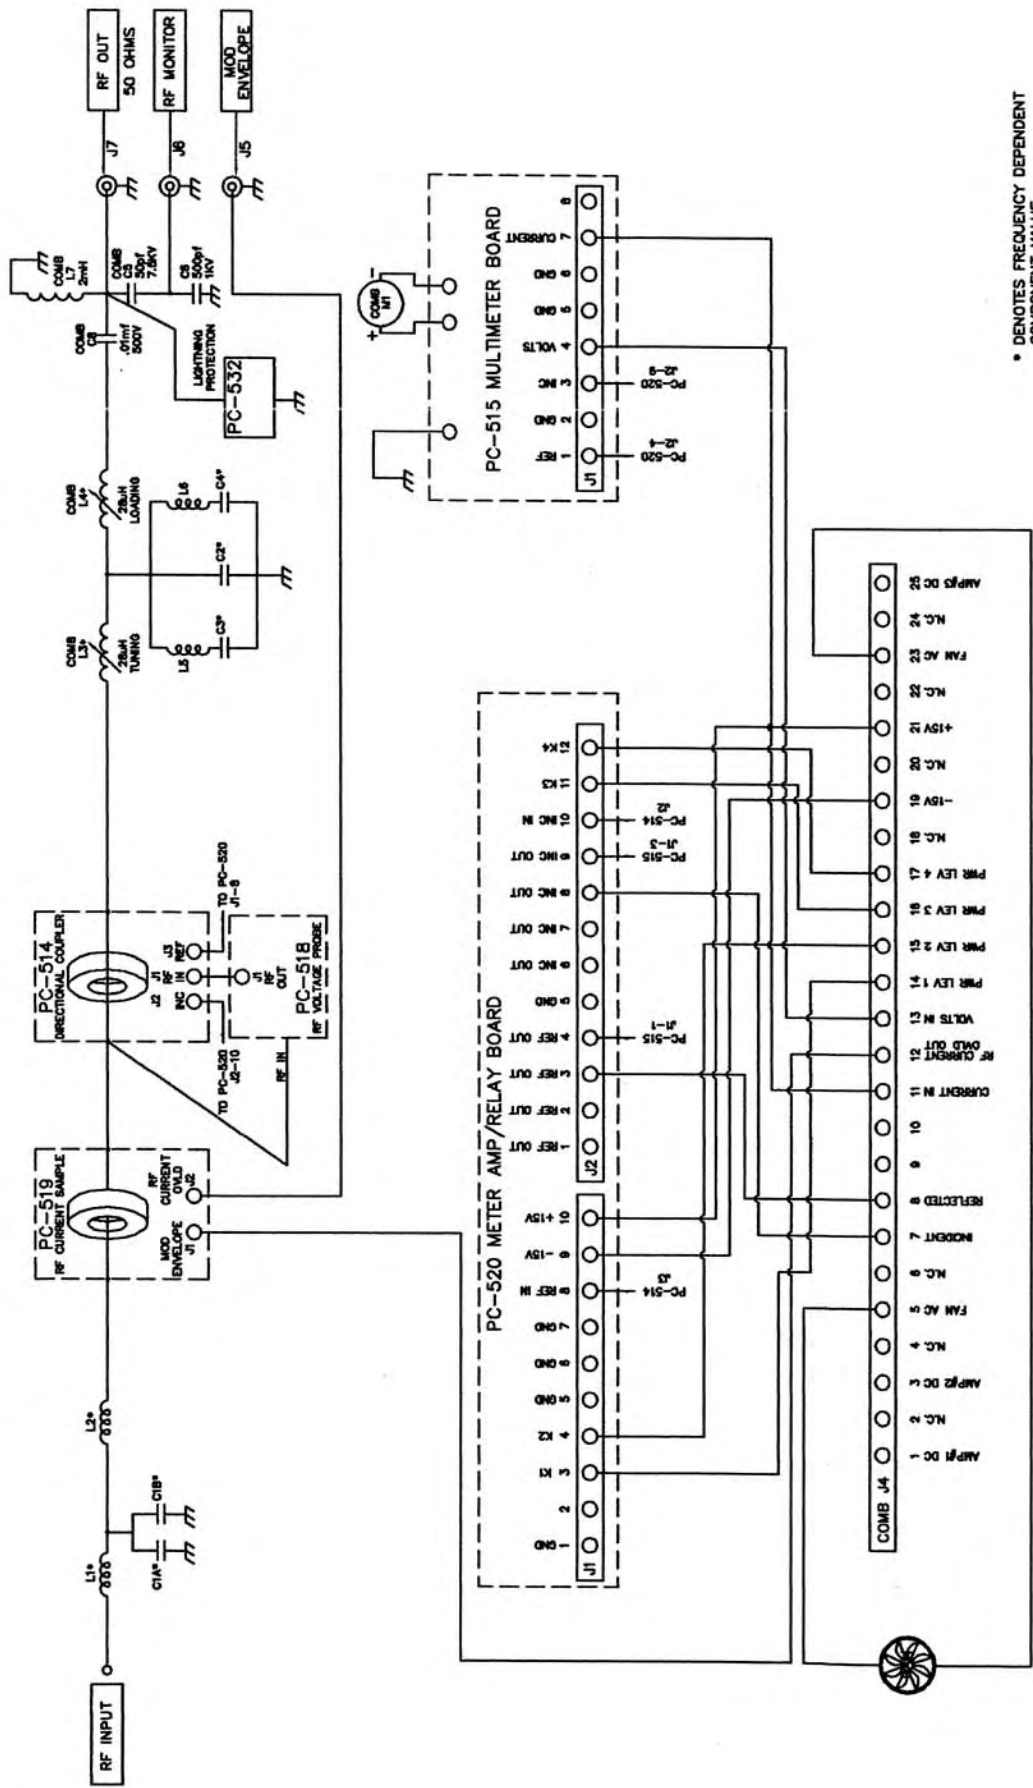 RF INPUT
L1*
C1A*
C1B*
L2*
PC-519
RF CURRENT SAMPLE
MOD
ENVELOPE
J1
RF
CURRENT
OVLD
J2
PC-514
DIRECTIONAL COUPLER
J2
INC
J1
RF
IN
J3
REF
TO PC-520
J2-10
TO PC-520
J1-8
J1
RF
OUT
PC-518
RF VOLTAGE PROBE
RF IN
COMB
L3*
28uH
TUNING
COMB
L4*
28uH
LOADING
L5
C3*
C2*
L6
C4*
COMB
C8
.01mf
500V
LIGHTNING
PROTECTION
PC-532
COMB
L7
2mH
COMB
C5
50pf
7.5KV
C6
500pf
1KV
J7
RF OUT
50 OHMS
J6
RF MONITOR
J5
MOD
ENVELOPE
PC-520 METER AMP/RELAY BOARD
J1
1 GND
2
3 K1
4 K2
5 GND
6 GND
7 GND
8 REF IN
9 -15V
10 +15V
PC-514
J3
J2
1 REF OUT
2 REF OUT
3 REF OUT
4 REF OUT
5 GND
6 INC OUT
7 INC OUT
8 INC OUT
9 INC OUT
10 INC IN
11 K3
12 K4
PC-515
J1-1
PC-515
J1-3
PC-514
J2
PC-515 MULTIMETER BOARD
+
COMB
M1
-
J1
1 REF
2 GND
3 INC
4 VOLTS
5 GND
6 GND
7 CURRENT
8
PC-520
J2-4
PC-520
J2-9
COMB J4
1 AMP#1 DC
2 N.C.
3 AMP#2 DC
4 N.C.
5 FAN AC
6 N.C.
7 INCIDENT
8 REFLECTED
9
10
11 CURRENT IN
12 RF CURRENT
OVLD OUT
13 VOLTS IN
14 PWR LEV 1
15 PWR LEV 2
16 PWR LEV 3
17 PWR LEV 4
18 N.C.
19 -15V
20 N.C.
21 +15V
22 N.C.
23 FAN AC
24 N.C.
25 AMP#3 DC
* DENOTES FREQUENCY DEPENDENT
COMPONENT VALUE